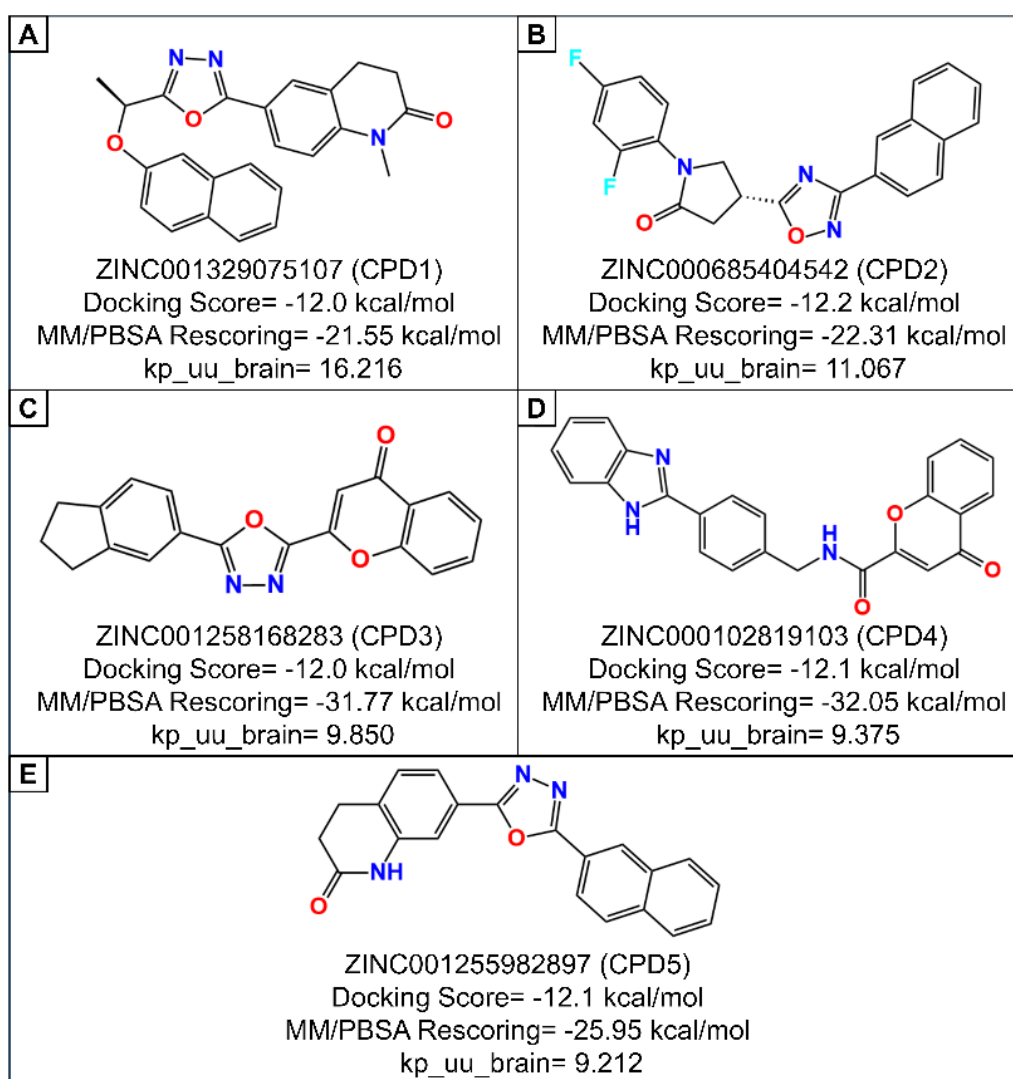 A
N N
O
O
N
O
ZINC001329075107 (CPD1)
Docking Score= -12.0 kcal/mol
MM/PBSA Rescoring= -21.55 kcal/mol
kp_uu_brain= 16.216
B
F
F
N
O
N
N
O
ZINC000685404542 (CPD2)
Docking Score= -12.2 kcal/mol
MM/PBSA Rescoring= -22.31 kcal/mol
kp_uu_brain= 11.067
C
O
O
O
N N
ZINC001258168283 (CPD3)
Docking Score= -12.0 kcal/mol
MM/PBSA Rescoring= -31.77 kcal/mol
kp_uu_brain= 9.850
D
N
N
H
H
N
O
O
O
ZINC000102819103 (CPD4)
Docking Score= -12.1 kcal/mol
MM/PBSA Rescoring= -32.05 kcal/mol
kp_uu_brain= 9.375
E
N N
O
NH
O
ZINC001255982897 (CPD5)
Docking Score= -12.1 kcal/mol
MM/PBSA Rescoring= -25.95 kcal/mol
kp_uu_brain= 9.212